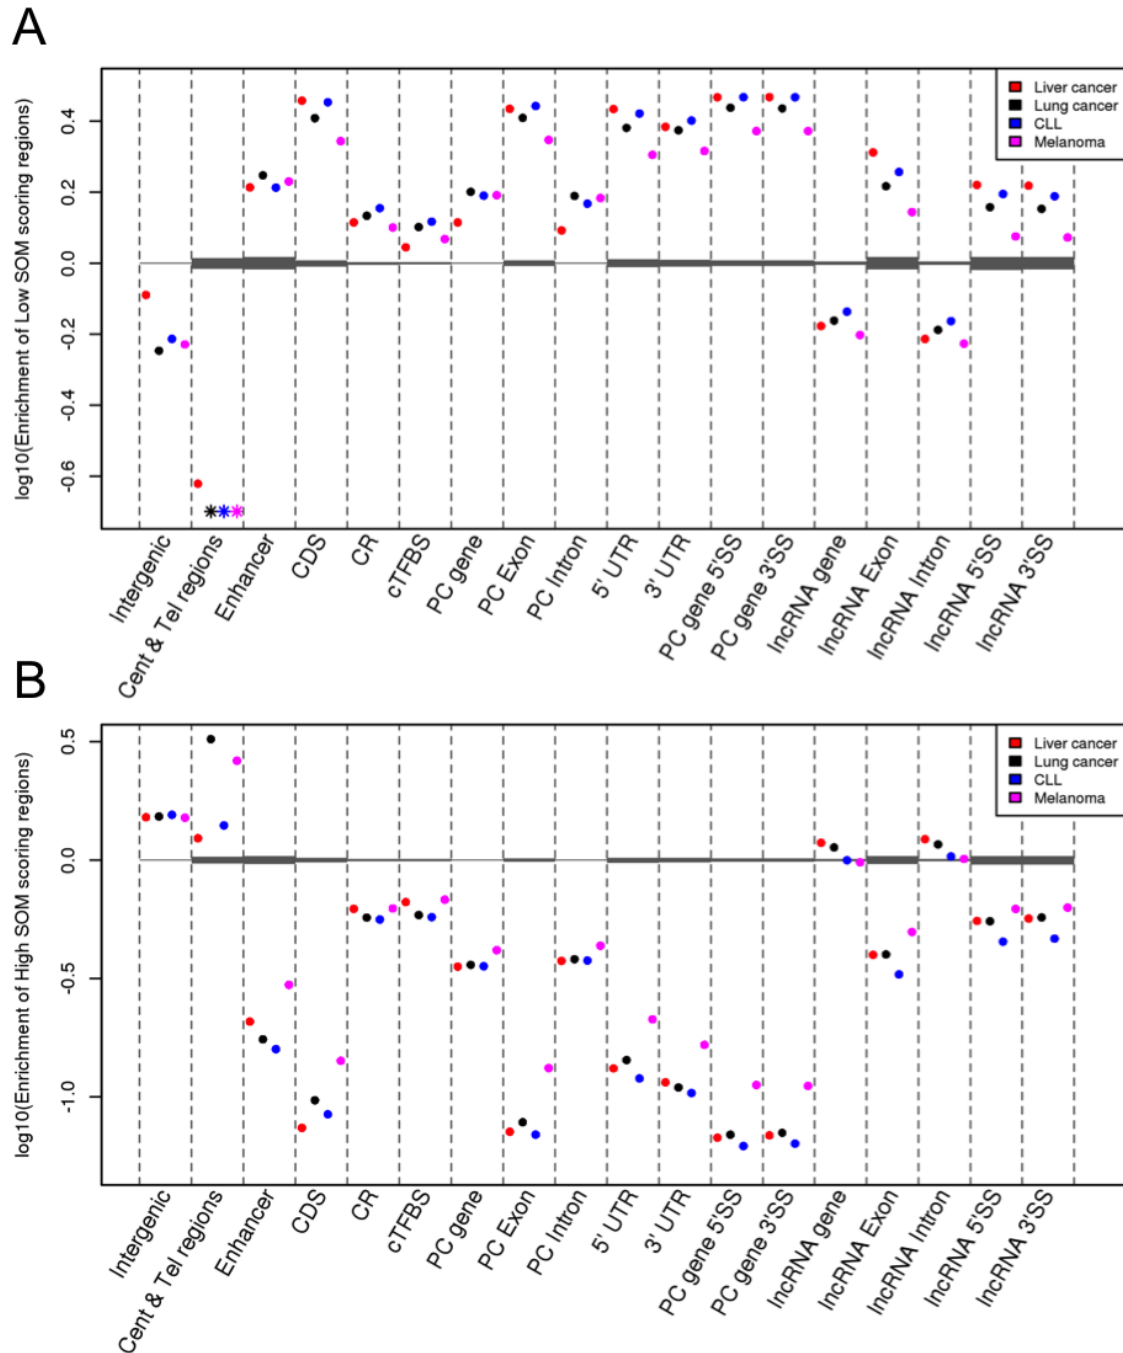 A
log10(Enrichment of Low SOM scoring regions)
0.4
0.2
0.0
-0.2
-0.4
-0.6
Liver cancer
Lung cancer
CLL
Melanoma
Intergenic
Cent & Tel regions
Enhancer
CDS
CR
cTFBS
PC gene
PC Exon
PC Intron
5' UTR
3' UTR
PC gene 5'SS
PC gene 3'SS
lncRNA gene
lncRNA Exon
lncRNA Intron
lncRNA 5'SS
lncRNA 3'SS
B
log10(Enrichment of High SOM scoring regions)
0.5
0.0
-0.5
-1.0
Liver cancer
Lung cancer
CLL
Melanoma
Intergenic
Cent & Tel regions
Enhancer
CDS
CR
cTFBS
PC gene
PC Exon
PC Intron
5' UTR
3' UTR
PC gene 5'SS
PC gene 3'SS
lncRNA gene
lncRNA Exon
lncRNA Intron
lncRNA 5'SS
lncRNA 3'SS